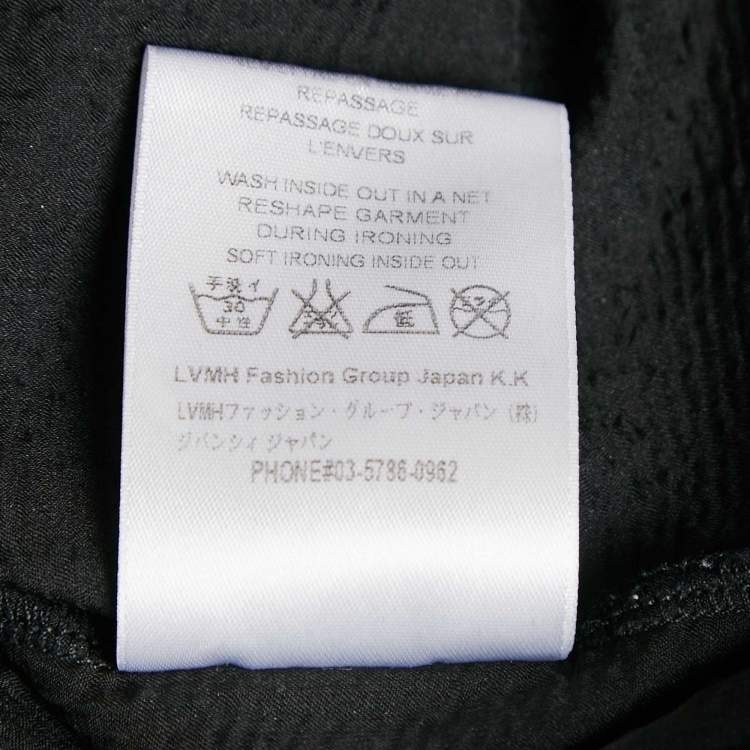 REPASSAGE
REPASSAGE DOUX SUR
L'ENVERS
WASH INSIDE OUT IN A NET
RESHAPE GARMENT
DURING IRONING
SOFT IRONING INSIDE OUT
手洗イ
30
中性
低
LVMH Fashion Group Japan K.K
LVMHファッション・グループ・ジャパン (株)
ジバンシィ ジャパン
PHONE#03-5786-0962